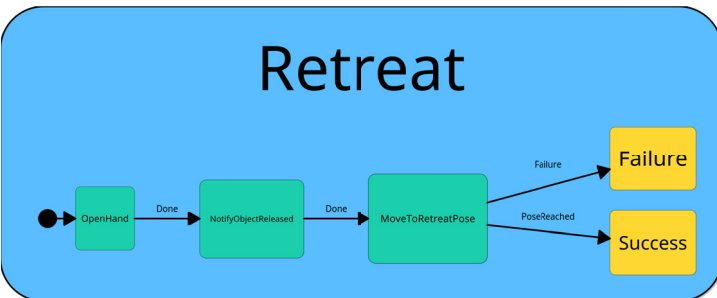 Retreat
OpenHand
Done
NotifyObjectReleased
Done
MoveToRetreatPose
Failure
Failure
PoseReached
Success